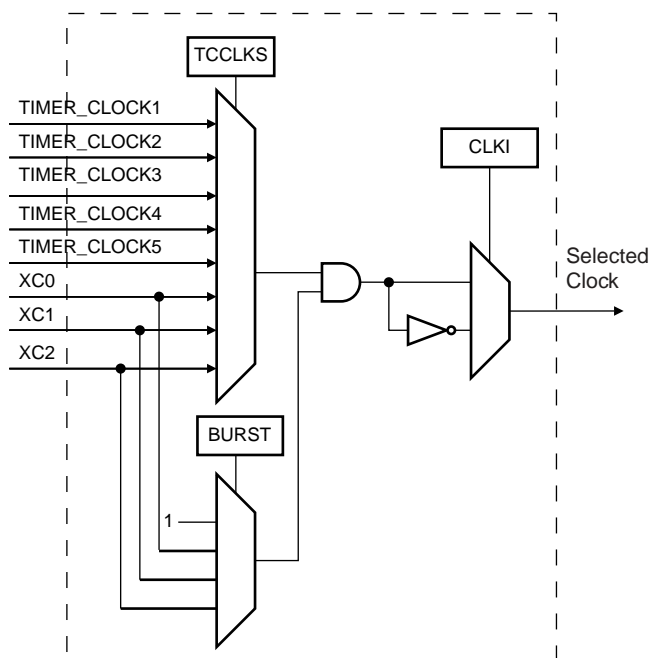 TCCLKS
TIMER_CLOCK1
TIMER_CLOCK2
TIMER_CLOCK3
TIMER_CLOCK4
TIMER_CLOCK5
XC0
XC1
XC2
CLKI
Selected
Clock
BURST
1